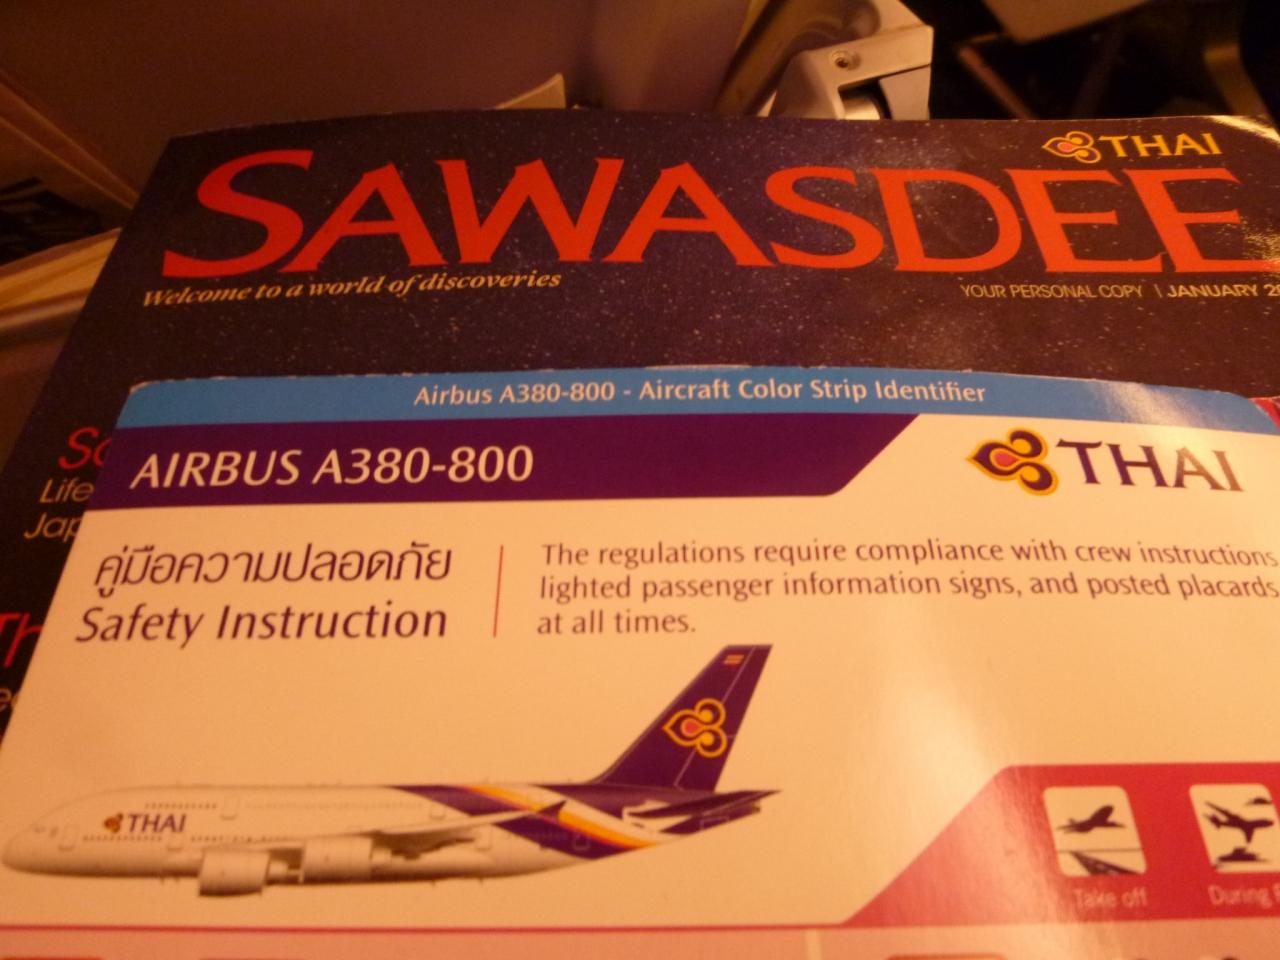 THAI
SAWASDEE
Welcome to a world of discoveries
YOUR PERSONAL COPY | JANUARY
Airbus A380-800 - Aircraft Color Strip Identifier
AIRBUS A380-800
THAI
Life
Jap
คู่มือความปลอดภัย
Safety Instruction
The regulations require compliance with crew instructions
lighted passenger information signs, and posted placards
at all times.
THAI
Take off
During